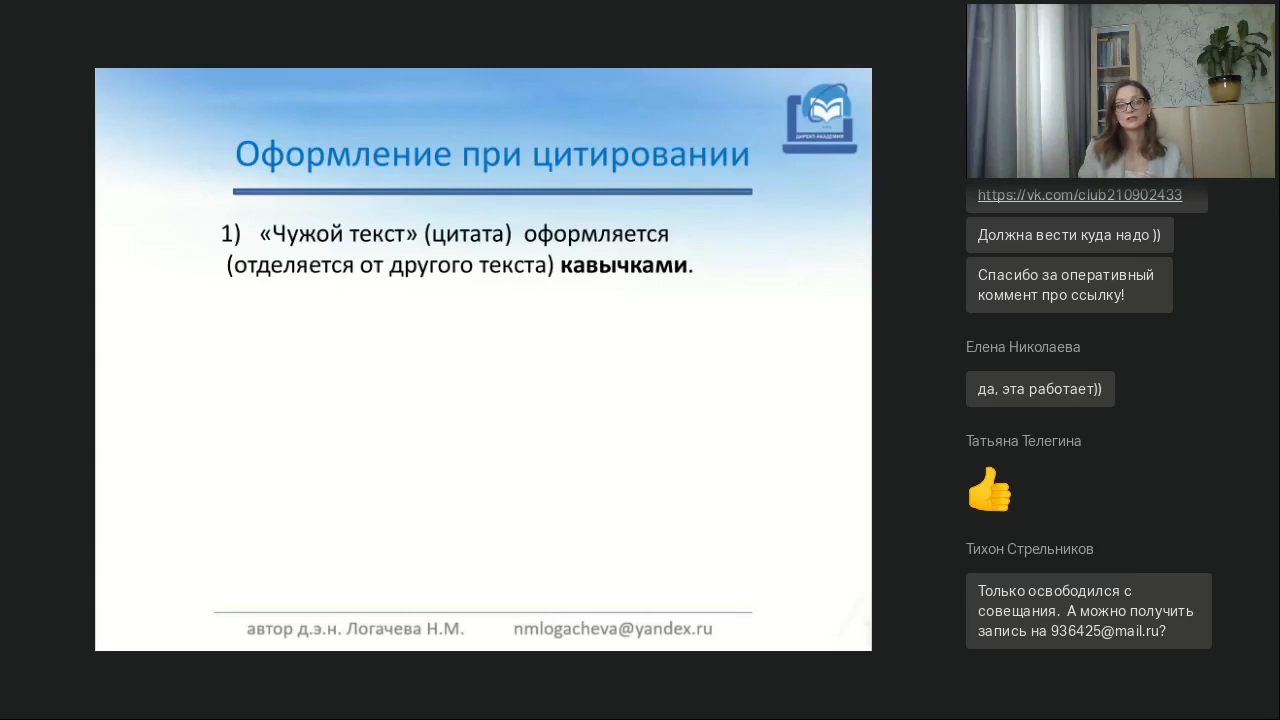 Оформление при цитировании
1) «Чужой текст» (цитата) оформляется
(отделяется от другого текста) кавычками.
автор д.э.н. Логачева Н.М. nmlogacheva@yandex.ru
ДИРЕКТ-АКАДЕМИЯ
https://vk.com/club210902433
Должна вести куда надо ))
Спасибо за оперативный
коммент про ссылку!
Елена Николаева
да, эта работает))
Татьяна Телегина
Тихон Стрельников
Только освободился с
совещания. А можно получить
запись на 936425@mail.ru?